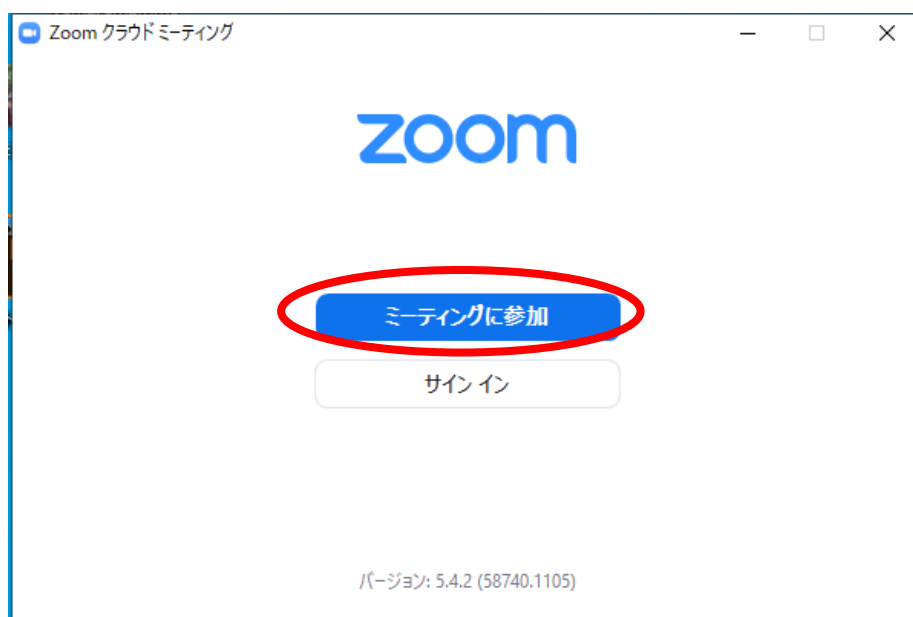 Zoom クラウド ミーティング
zoom
ミーティングに参加
サイン イン
バージョン: 5.4.2 (58740.1105)